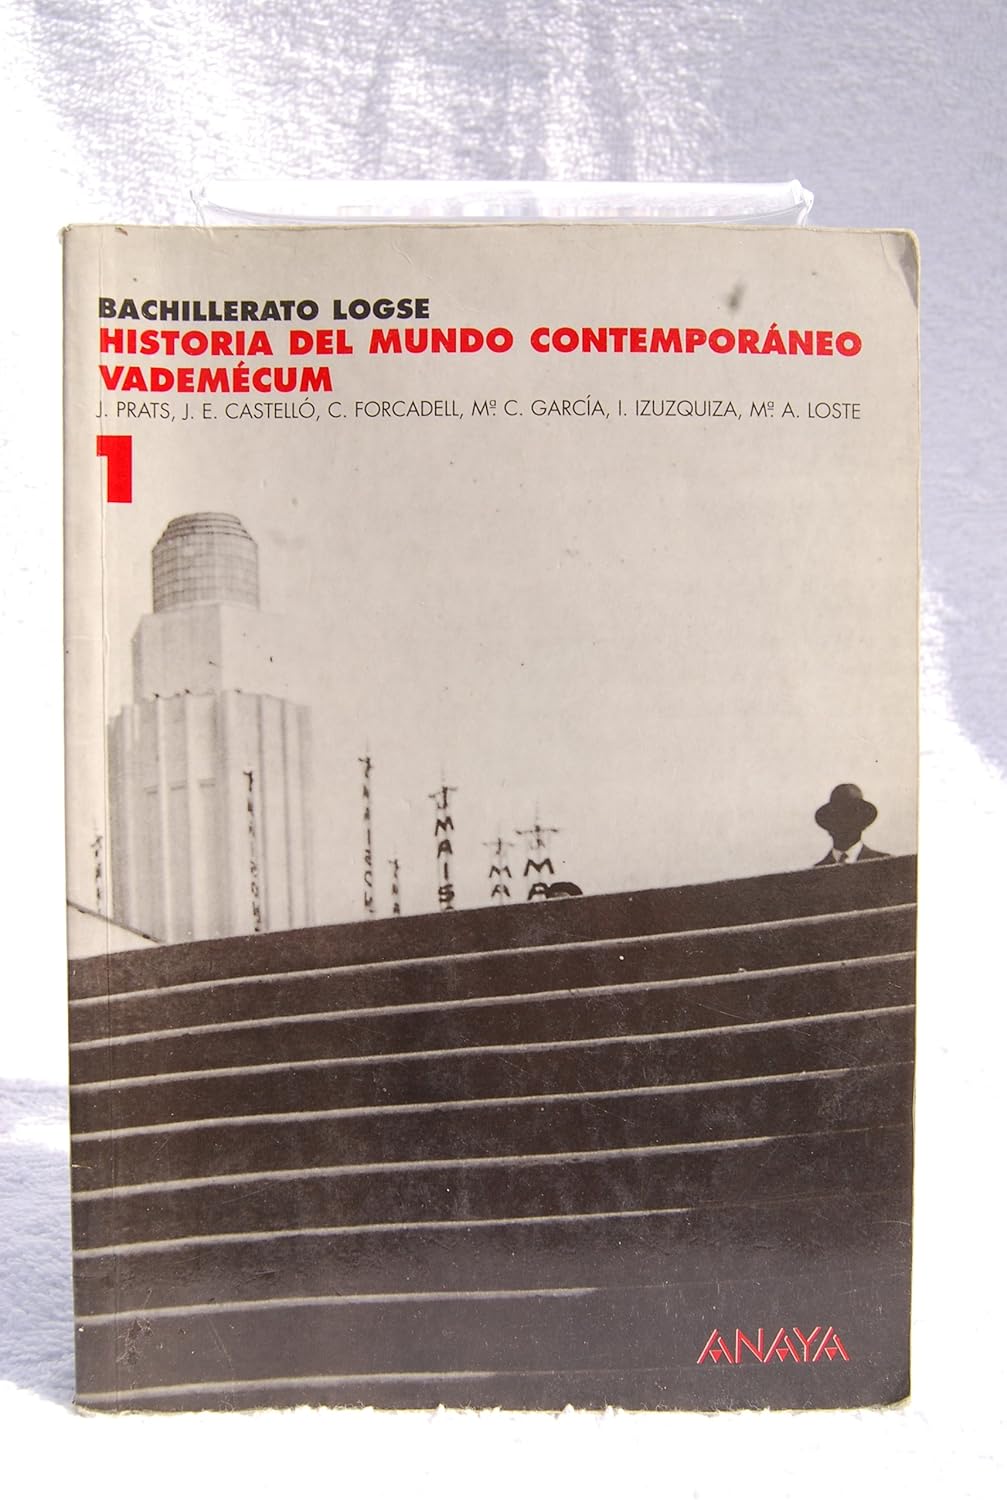 BACHILLERATO LOGSE
HISTORIA DEL MUNDO CONTEMPORÁNEO
VADEMÉCUM
J. PRATS, J. E. CASTELLÓ, C. FORCADELL, Mª. C. GARCÍA, I. IZUZQUIZA, Mª. A. LOSTE
1
ANAYA